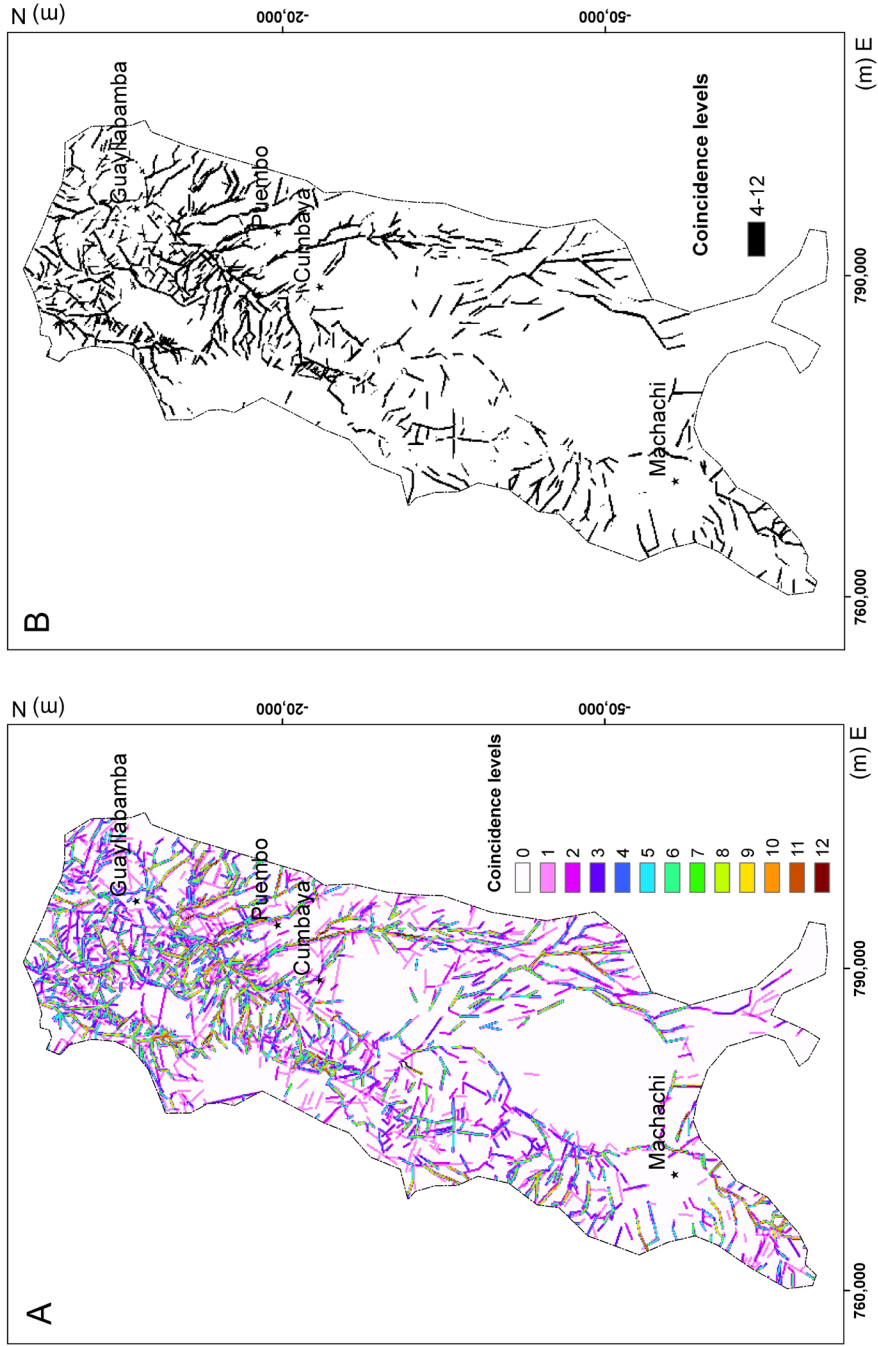 A
N (m)
-20,000
-50,000
(m) E
760,000
790,000
Guayllabamba
Puembo
Cumbaya
Machachi
Coincidence levels
0
1
2
3
4
5
6
7
8
9
10
11
12
B
N (m)
-20,000
-50,000
(m) E
760,000
790,000
Guayllabamba
Puembo
Cumbaya
Machachi
Coincidence levels
4-12